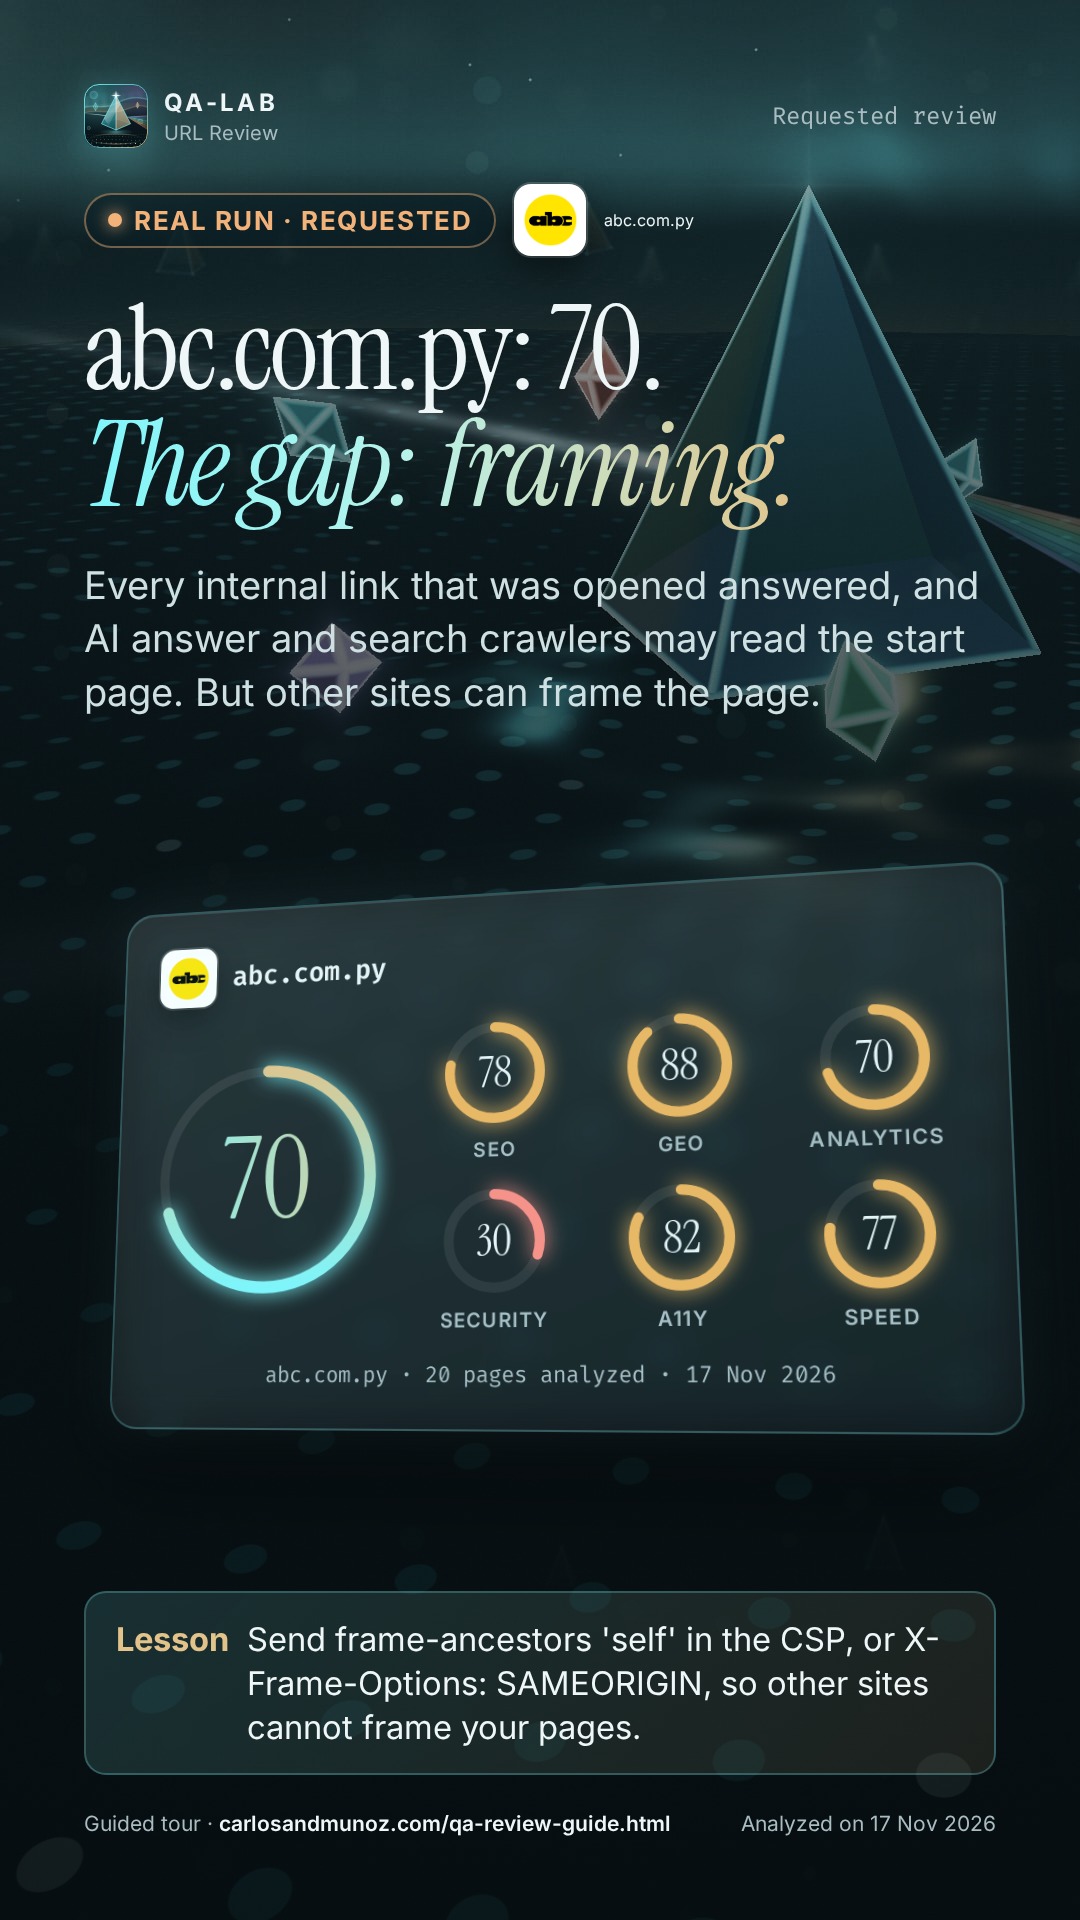 QA-LAB
URL Review
Requested review
REAL RUN · REQUESTED
abc
abc.com.py
abc.com.py: 70.
The gap: framing.
Every internal link that was opened answered, and
AI answer and search crawlers may read the start
page. But other sites can frame the page.
abc
abc.com.py
70
78
SEO
88
GEO
70
ANALYTICS
30
SECURITY
82
A11Y
77
SPEED
abc.com.py · 20 pages analyzed · 17 Nov 2026
Lesson Send frame-ancestors 'self' in the CSP, or X-
Frame-Options: SAMEORIGIN, so other sites
cannot frame your pages.
Guided tour · carlosandmunoz.com/qa-review-guide.html
Analyzed on 17 Nov 2026